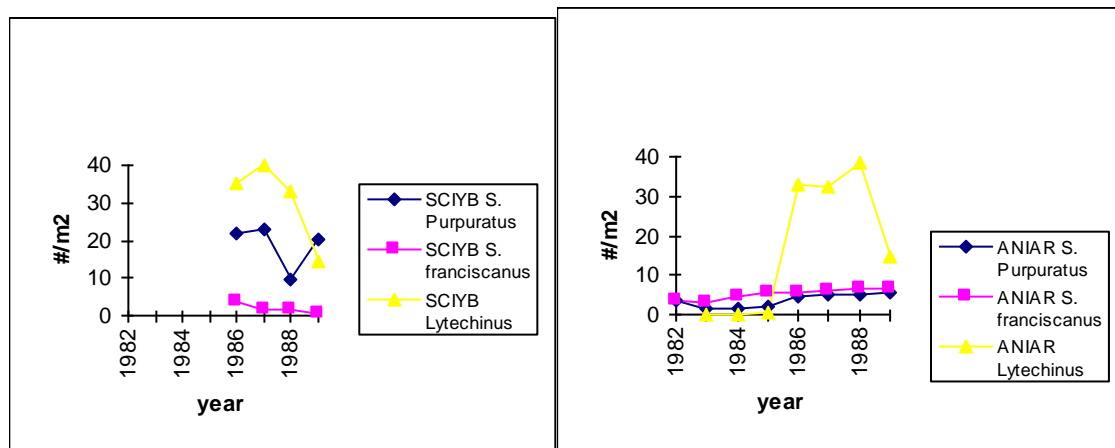 40
30
20
10
0
#/m2
1982
1984
1986
1988
year
SCIYB S.
Purpuratus
SCIYB S.
franciscanus
SCIYB
Lytechinus
40
30
20
10
0
#/m2
1982
1984
1986
1988
year
ANIAR S.
Purpuratus
ANIAR S.
franciscanus
ANIAR
Lytechinus